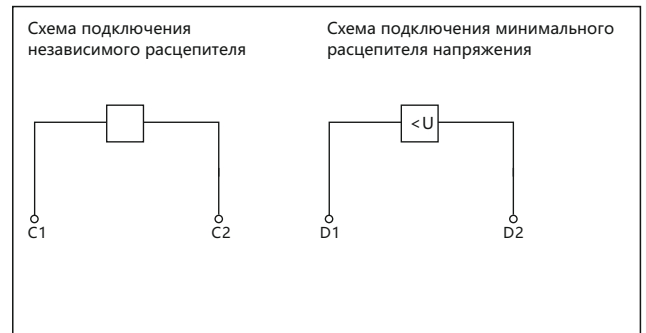 Схема подключения
независимого расцепителя
Схема подключения минимального
расцепителя напряжения
<U
C1
C2
D1
D2